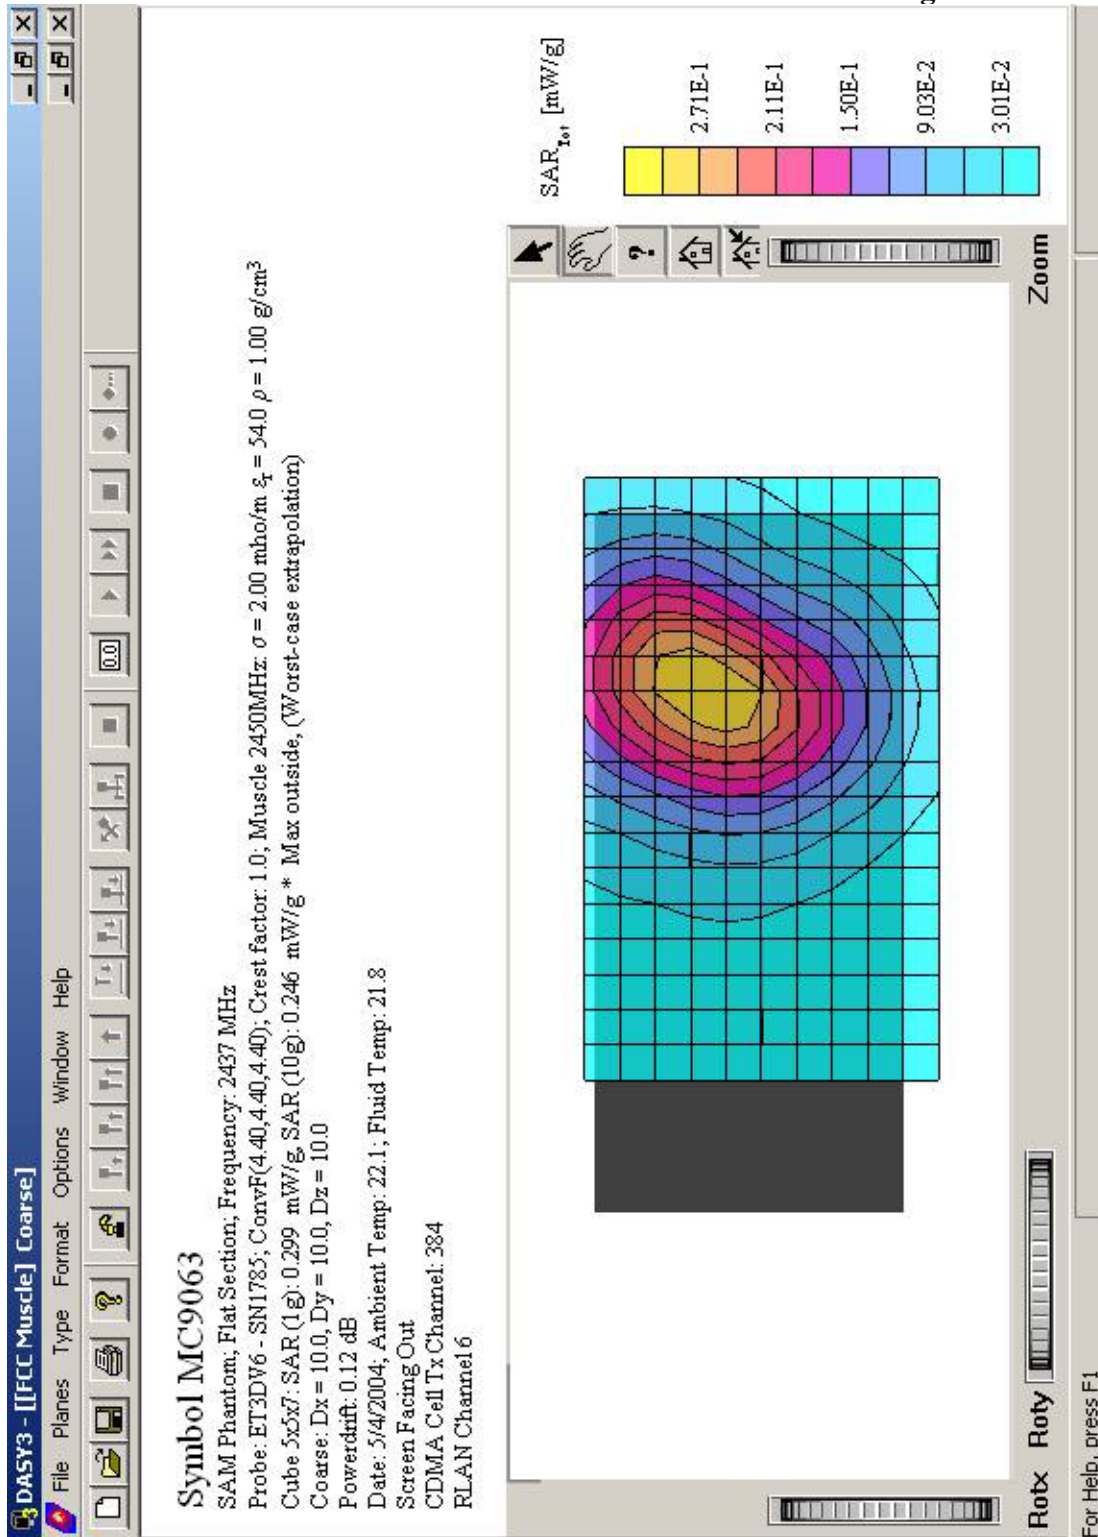 DASY3 - [[FCC Muscle] Coarse]
File Planes Type Format Options Window Help
0.0
Symbol MC9063
SAM Phantom; Flat Section; Frequency: 2437 MHz
Probe: ET3DV6 - SN1785; ConvF(4.40,4.40,4.40); Crest factor: 1.0; Muscle 2450MHz: σ = 2.00 mho/m εr = 54.0 ρ = 1.00 g/cm³
Cube 5x5x7: SAR (1g): 0.299 mW/g, SAR (10g): 0.246 mW/g * Max outside, (Worst-case extrapolation)
Coarse: Dx = 10.0, Dy = 10.0, Dz = 10.0
Powerdrift: 0.12 dB
Date: 5/4/2004; Ambient Temp: 22.1; Fluid Temp: 21.8
Screen Facing Out
CDMA Cell Tx Channel: 384
RLAN Channel 6
SAR Tot [mW/g]
2.71E-1
2.11E-1
1.50E-1
9.03E-2
3.01E-2
Rotx Roty Zoom
For Help, press F1